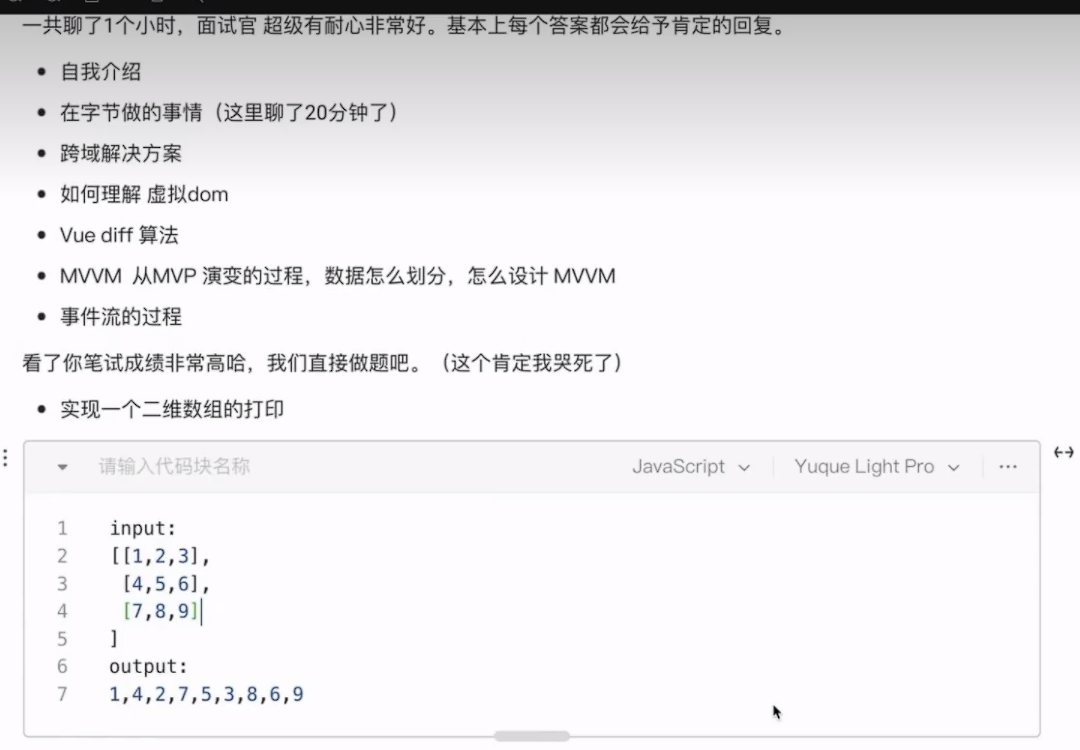 一共聊了1个小时，面试官 超级有耐心非常好。基本上每个答案都会给予肯定的回复。
• 自我介绍
• 在字节做的事情（这里聊了20分钟了）
• 跨域解决方案
• 如何理解 虚拟dom
• Vue diff 算法
• MVVM 从MVP 演变的过程，数据怎么划分，怎么设计 MVVM
• 事件流的过程
看了你笔试成绩非常高哈，我们直接做题吧。（这个肯定我哭死了）
• 实现一个二维数组的打印
请输入代码块名称 JavaScript Yuque Light Pro ...
1 input:
2 [[1,2,3],
3 [4,5,6],
4 [7,8,9]
5 ]
6 output:
7 1,4,2,7,5,3,8,6,9